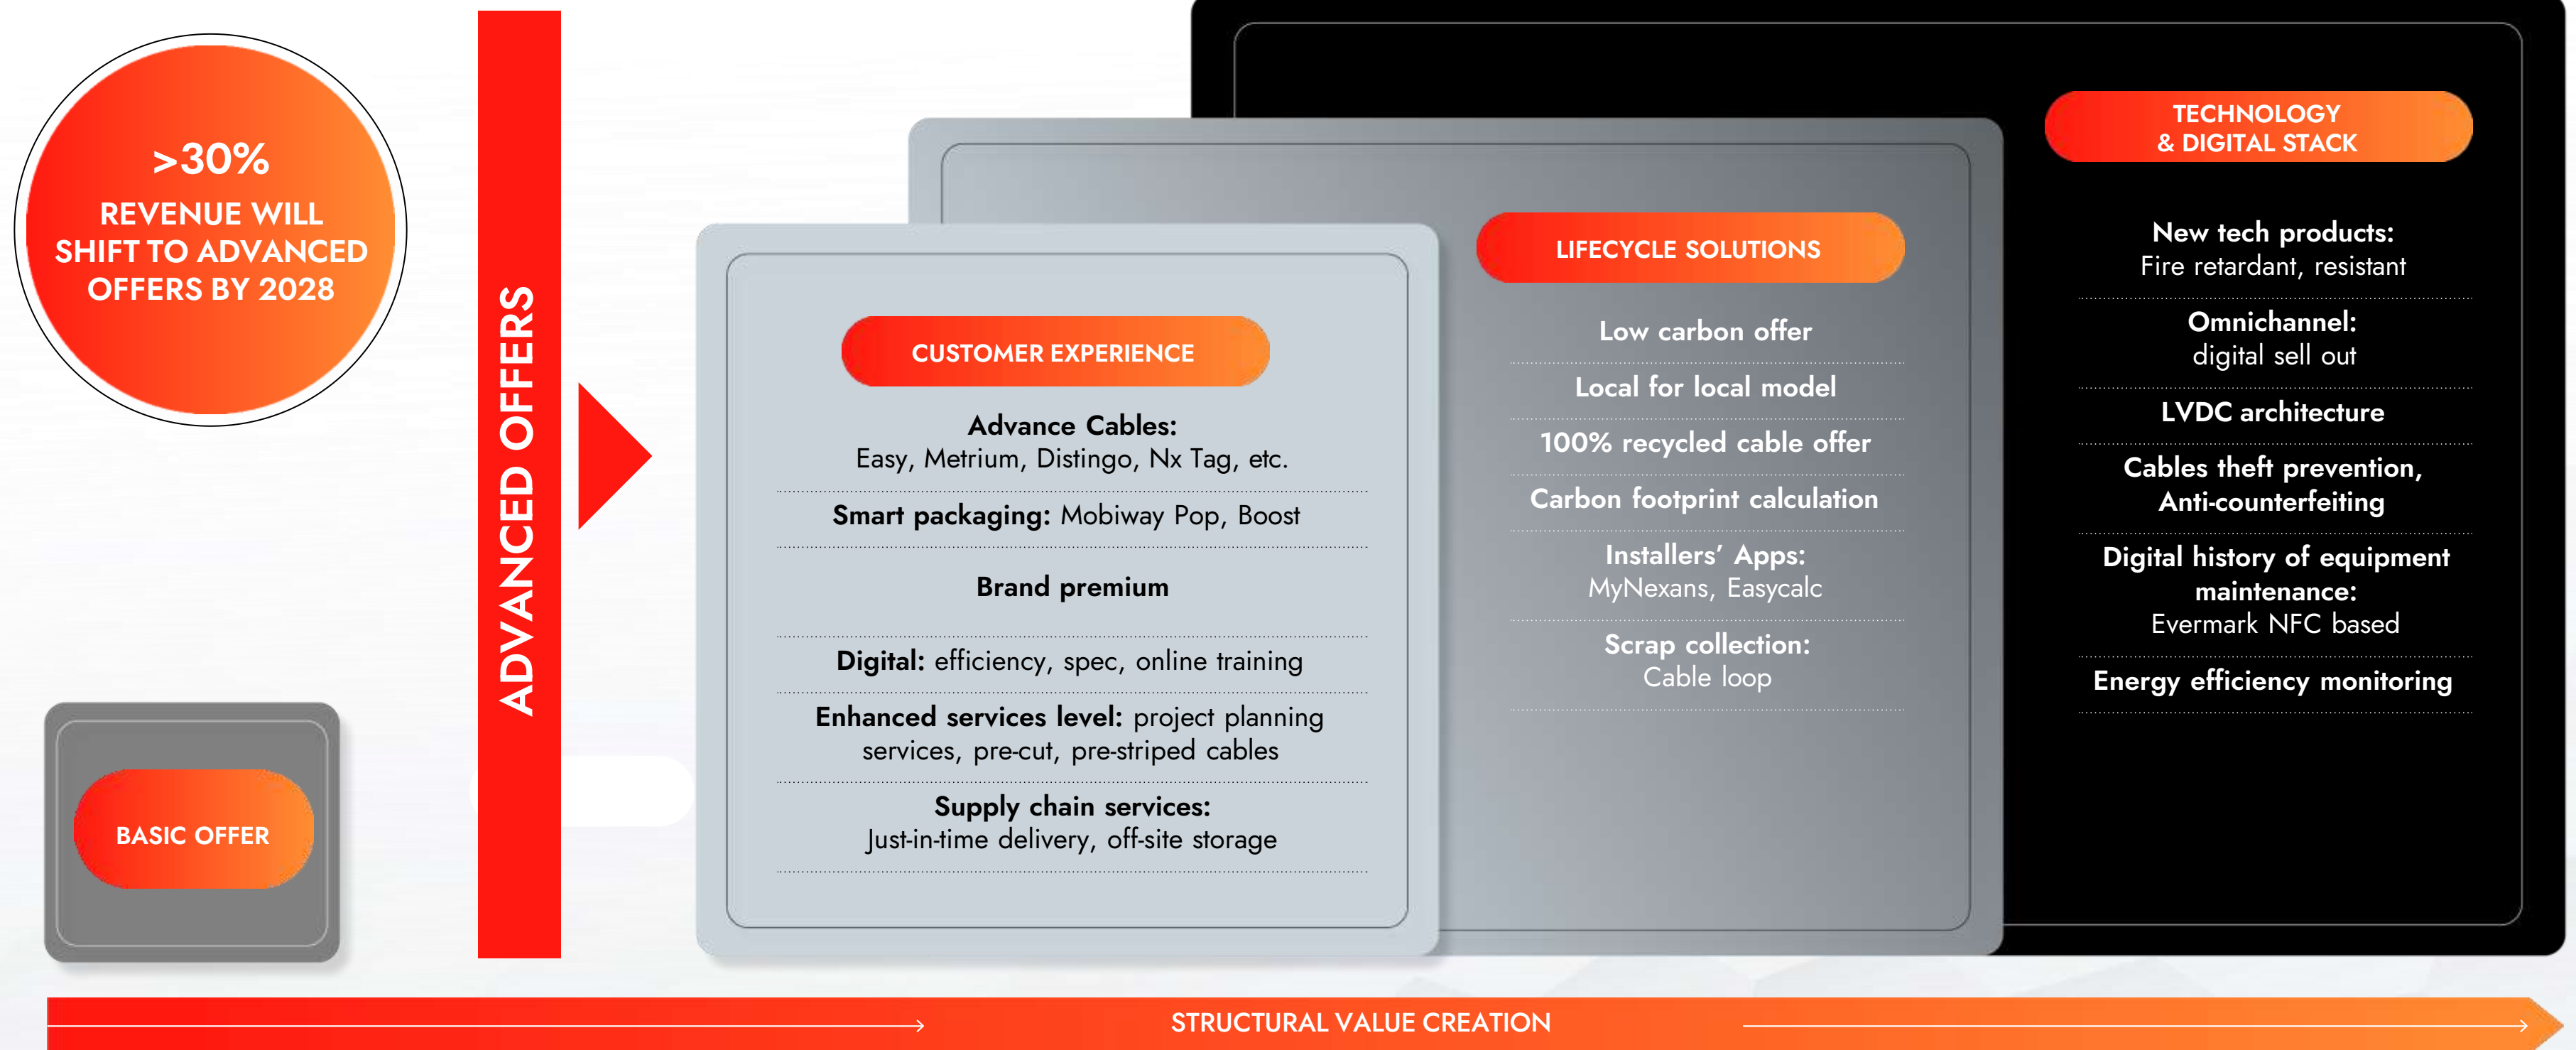 >30%
REVENUE WILL
SHIFT TO ADVANCED
OFFERS BY 2028
BASIC OFFER
ADVANCED OFFERS
CUSTOMER EXPERIENCE
Advance Cables:
Easy, Metrium, Distingo, Nx Tag, etc.
Smart packaging: Mobiway Pop, Boost
Brand premium
Digital: efficiency, spec, online training
Enhanced services level: project planning
services, pre-cut, pre-striped cables
Supply chain services:
Just-in-time delivery, off-site storage
LIFECYCLE SOLUTIONS
Low carbon offer
Local for local model
100% recycled cable offer
Carbon footprint calculation
Installers’ Apps:
MyNexans, Easycalc
Scrap collection:
Cable loop
TECHNOLOGY
& DIGITAL STACK
New tech products:
Fire retardant, resistant
Omnichannel:
digital sell out
LVDC architecture
Cables theft prevention,
Anti-counterfeiting
Digital history of equipment
maintenance:
Evermark NFC based
Energy efficiency monitoring
STRUCTURAL VALUE CREATION